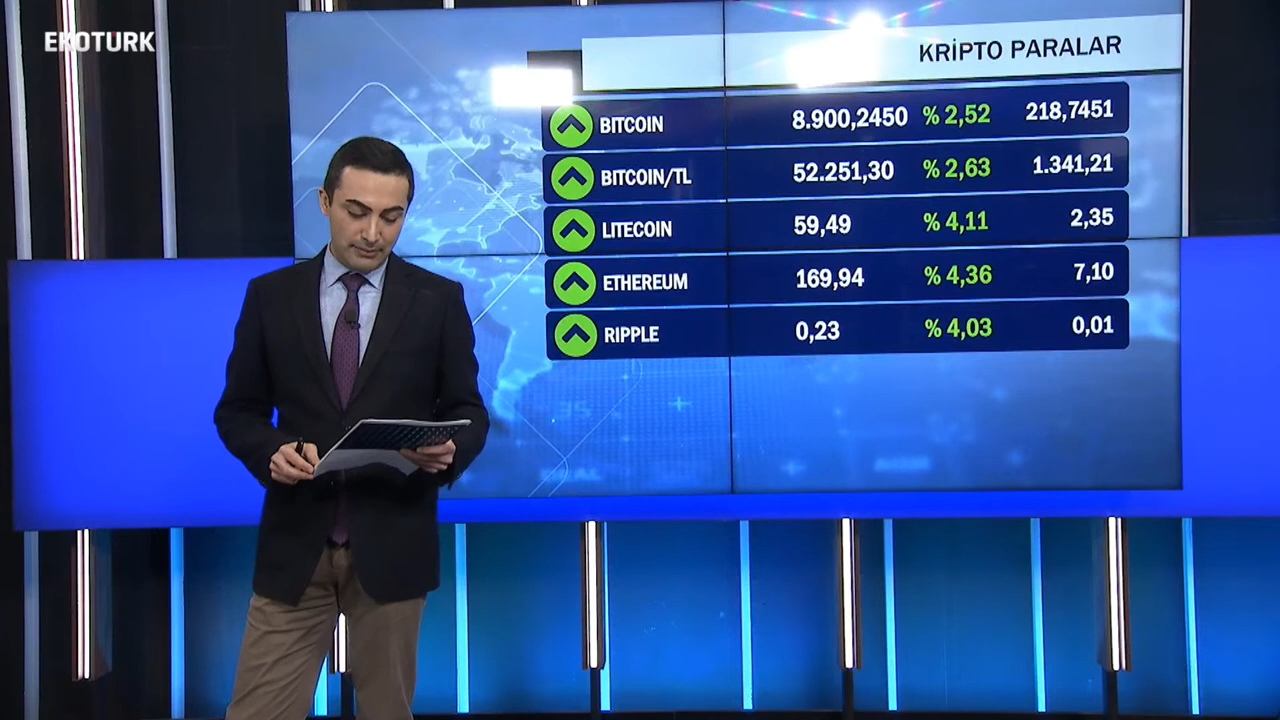 EKOTÜRK
KRİPTO PARALAR
BITCOIN 8.900,2450 % 2,52 218,7451
BITCOIN/TL 52.251,30 % 2,63 1.341,21
LITECOIN 59,49 % 4,11 2,35
ETHEREUM 169,94 % 4,36 7,10
RIPPLE 0,23 % 4,03 0,01